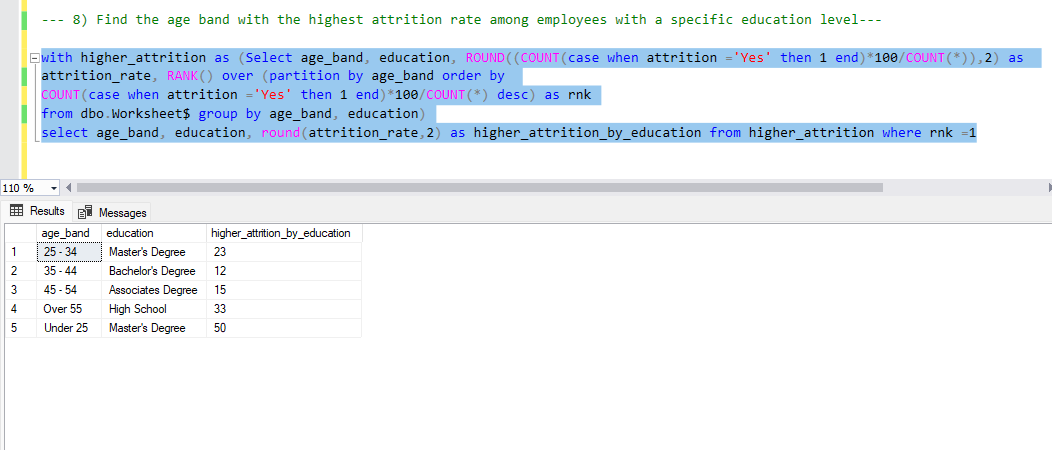 --- 8) Find the age band with the highest attrition rate among employees with a specific education level---
with higher_attrition as (Select age_band, education, ROUND((COUNT(case when attrition ='Yes' then 1 end)*100/COUNT(*)),2) as
attrition_rate, RANK() over (partition by age_band order by
COUNT(case when attrition ='Yes' then 1 end)*100/COUNT(*) desc) as rnk
from dbo.Worksheet$ group by age_band, education)
select age_band, education, round(attrition_rate,2) as higher_attrition_by_education from higher_attrition where rnk =1
110 %
Results Messages
age_band education higher_attrition_by_education
1 25 - 34 Master's Degree 23
2 35 - 44 Bachelor's Degree 12
3 45 - 54 Associates Degree 15
4 Over 55 High School 33
5 Under 25 Master's Degree 50